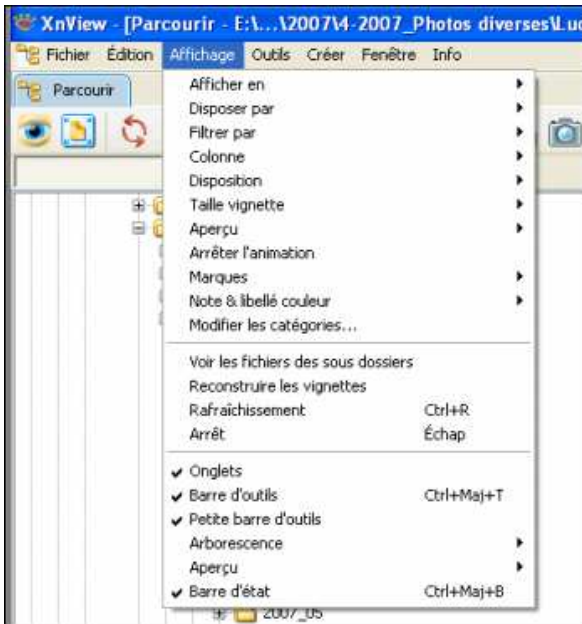 XnView - [Parcourir - E:\...\2007\4-2007_Photos diverses\Luc
Fichier Édition Affichage Outils Créer Fenêtre Info
Parcourir
Afficher en
Disposer par
Filtrer par
Colonne
Disposition
Taille vignette
Aperçu
Arrêter l'animation
Marques
Note & libellé couleur
Modifier les catégories...
Voir les fichiers des sous dossiers
Reconstruire les vignettes
Rafraîchissement Ctrl+R
Arrêt Échap
Onglets
Barre d'outils Ctrl+Maj+T
Petite barre d'outils
Arborescence
Aperçu
Barre d'état Ctrl+Maj+B
2007_05